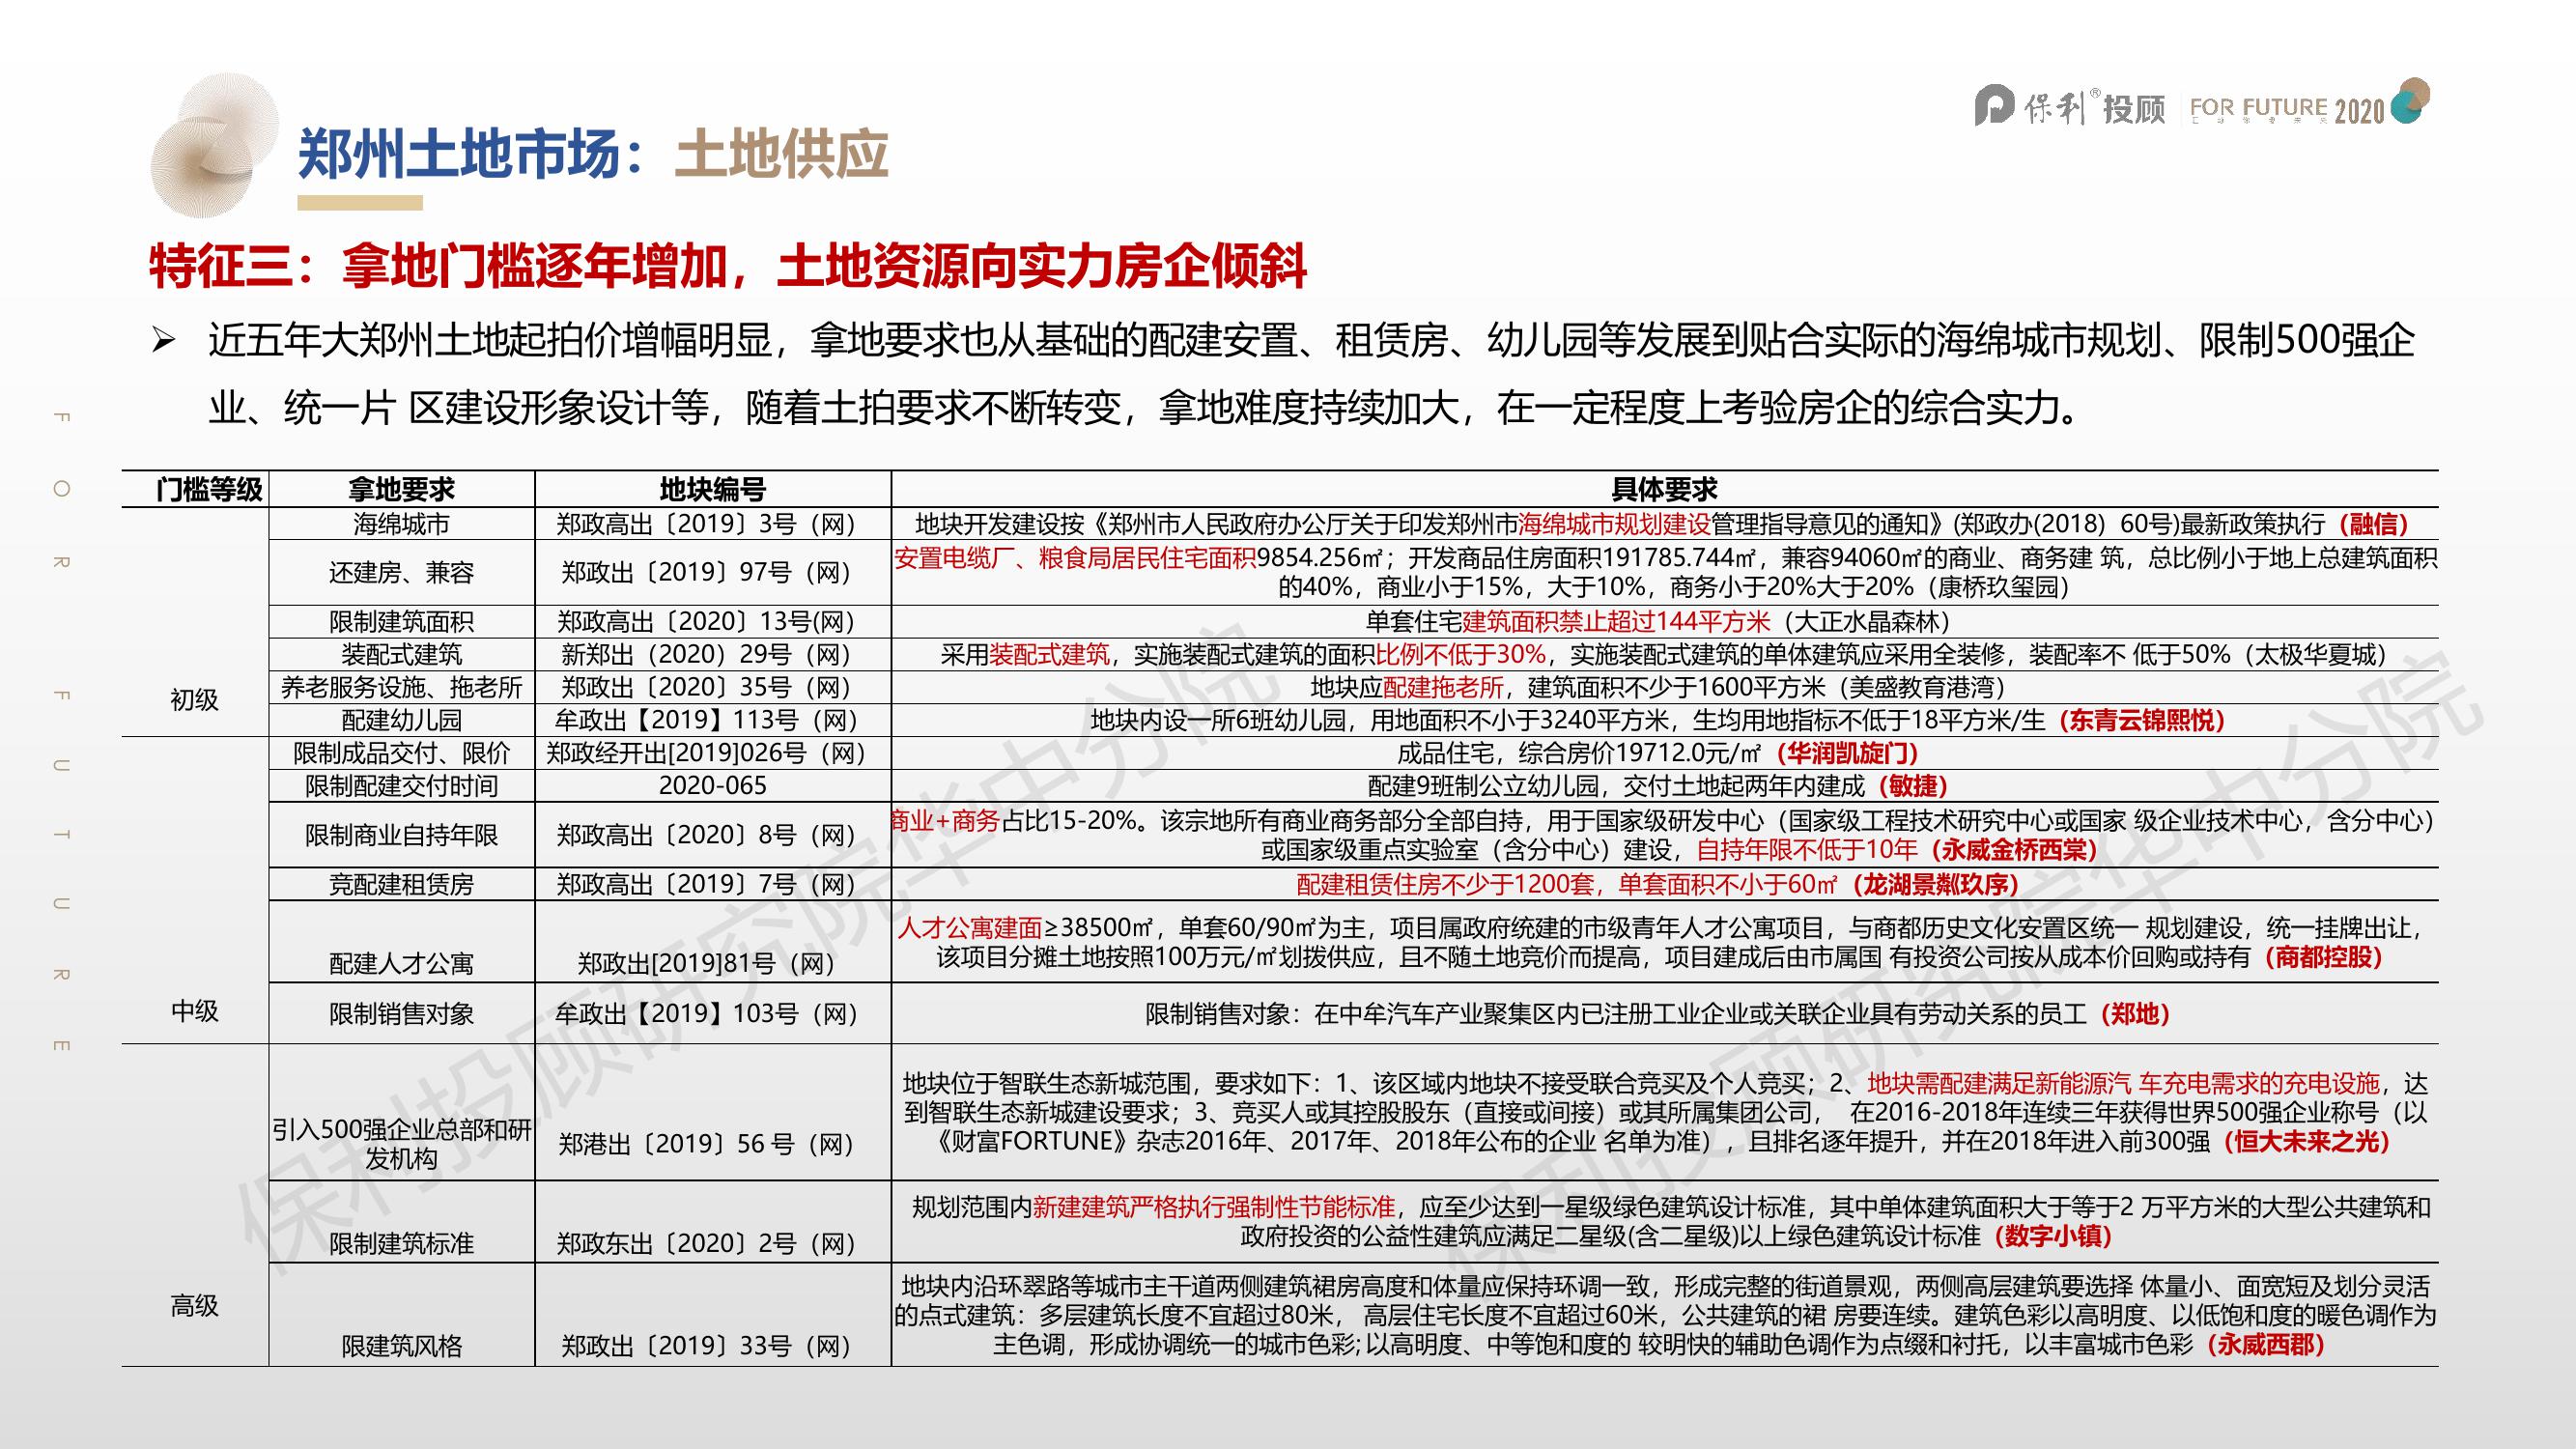 保利®投顾 FOR FUTURE 2020
郑州土地市场：土地供应
特征三：拿地门槛逐年增加，土地资源向实力房企倾斜
近五年大郑州土地起拍价增幅明显，拿地要求也从基础的配建安置、租赁房、幼儿园等发展到贴合实际的海绵城市规划、限制500强企
业、统一片 区建设形象设计等，随着土拍要求不断转变，拿地难度持续加大，在一定程度上考验房企的综合实力。
FOR FUTURE
门槛等级 拿地要求 地块编号 具体要求
初级
海绵城市 郑政高出〔2019〕3号（网） 地块开发建设按《郑州市人民政府办公厅关于印发郑州市海绵城市规划建设管理指导意见的通知》(郑政办(2018）60号)最新政策执行（融信）
还建房、兼容 郑政出〔2019〕97号（网） 安置电缆厂、粮食局居民住宅面积9854.256㎡；开发商品住房面积191785.744㎡，兼容94060㎡的商业、商务建 筑，总比例小于地上总建筑面积
的40%，商业小于15%，大于10%，商务小于20%大于20%（康桥玖玺园）
限制建筑面积 郑政高出〔2020〕13号(网） 单套住宅建筑面积禁止超过144平方米（大正水晶森林）
装配式建筑 新郑出（2020）29号（网） 采用装配式建筑，实施装配式建筑的面积比例不低于30%，实施装配式建筑的单体建筑应采用全装修，装配率不 低于50%（太极华夏城）
养老服务设施、拖老所 郑政出〔2020〕35号（网） 地块应配建拖老所，建筑面积不少于1600平方米（美盛教育港湾）
配建幼儿园 牟政出【2019】113号（网） 地块内设一所6班幼儿园，用地面积不小于3240平方米，生均用地指标不低于18平方米/生（东青云锦熙悦）
中级
限制成品交付、限价 郑政经开出[2019]026号（网） 成品住宅，综合房价19712.0元/㎡（华润凯旋门）
限制配建交付时间 2020-065 配建9班制公立幼儿园，交付土地起两年内建成（敏捷）
限制商业自持年限 郑政高出〔2020〕8号（网） 商业+商务占比15-20%。该宗地所有商业商务部分全部自持，用于国家级研发中心（国家级工程技术研究中心或国家 级企业技术中心，含分中心）
或国家级重点实验室（含分中心）建设，自持年限不低于10年（永威金桥西棠）
竞配建租赁房 郑政高出〔2019〕7号（网） 配建租赁住房不少于1200套，单套面积不小于60㎡（龙湖景粼玖序）
配建人才公寓 郑政出[2019]81号（网） 人才公寓建面≥38500㎡，单套60/90㎡为主，项目属政府统建的市级青年人才公寓项目，与商都历史文化安置区统一 规划建设，统一挂牌出让，
该项目分摊土地按照100万元/㎡划拨供应，且不随土地竞价而提高，项目建成后由市属国 有投资公司按从成本价回购或持有（商都控股）
限制销售对象 牟政出【2019】103号（网） 限制销售对象：在中牟汽车产业聚集区内已注册工业企业或关联企业具有劳动关系的员工（郑地）
高级
引入500强企业总部和研
发机构
郑港出〔2019〕56 号（网）
地块位于智联生态新城范围，要求如下：1、该区域内地块不接受联合竞买及个人竞买；2、地块需配建满足新能源汽 车充电需求的充电设施，达
到智联生态新城建设要求；3、竞买人或其控股股东（直接或间接）或其所属集团公司， 在2016-2018年连续三年获得世界500强企业称号（以
《财富FORTUNE》杂志2016年、2017年、2018年公布的企业 名单为准），且排名逐年提升，并在2018年进入前300强（恒大未来之光）
限制建筑标准 郑政东出〔2020〕2号（网） 规划范围内新建建筑严格执行强制性节能标准，应至少达到一星级绿色建筑设计标准，其中单体建筑面积大于等于2 万平方米的大型公共建筑和
政府投资的公益性建筑应满足二星级(含二星级)以上绿色建筑设计标准（数字小镇）
限建筑风格 郑政出〔2019〕33号（网） 地块内沿环翠路等城市主干道两侧建筑裙房高度和体量应保持环调一致，形成完整的街道景观，两侧高层建筑要选择 体量小、面宽短及划分灵活
的点式建筑：多层建筑长度不宜超过80米， 高层住宅长度不宜超过60米，公共建筑的裙 房要连续。建筑色彩以高明度、以低饱和度的暖色调作为
主色调，形成协调统一的城市色彩;以高明度、中等饱和度的 较明快的辅助色调作为点缀和衬托，以丰富城市色彩（永威西郡）
保利投顾研究院华中分院
保利投顾研究院华中分院